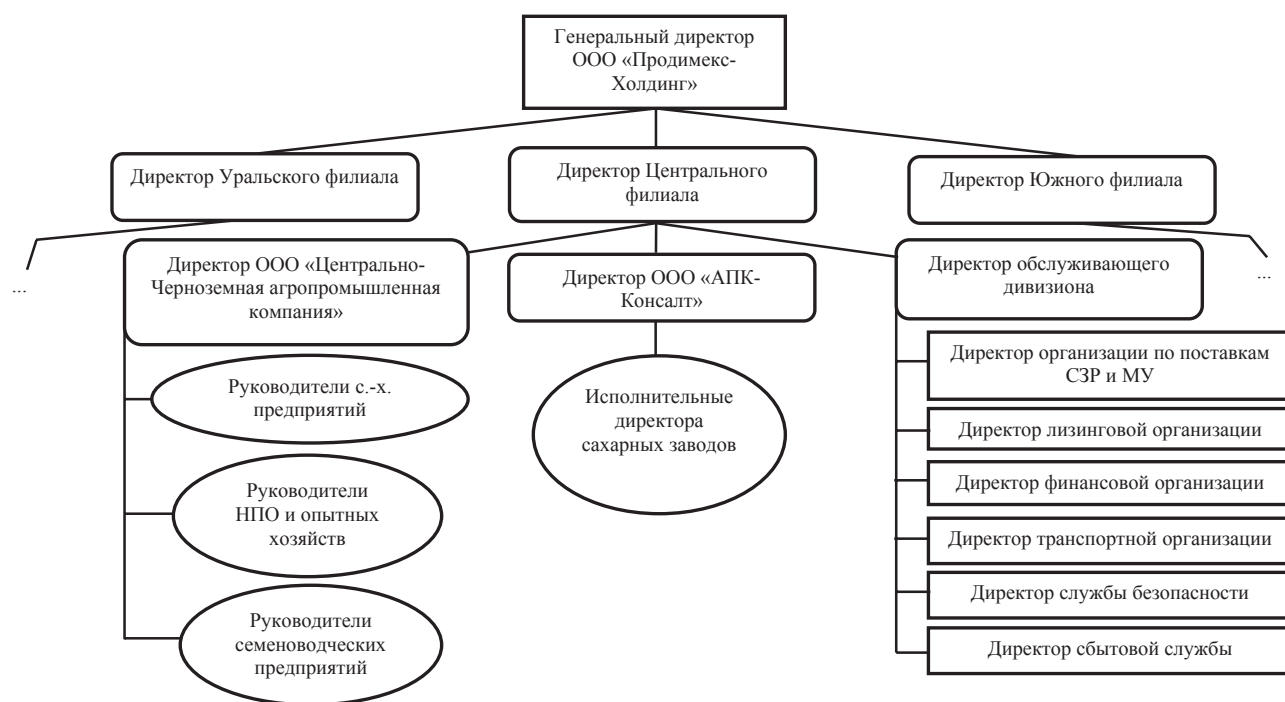 Генеральный директор
ООО «Продимекс-
Холдинг»
Директор Уральского филиала
Директор Центрального
филиала
Директор Южного филиала
...
Директор ООО «Центрально-
Черноземная агропромышленная
компания»
Директор ООО «АПК-
Консалт»
Директор обслуживающего
дивизиона
...
Руководители с.-х.
предприятий
Руководители
НПО и опытных
хозяйств
Руководители
семеноводческих
предприятий
Исполнительные
директора
сахарных заводов
Директор организации по поставкам
СЗР и МУ
Директор лизинговой организации
Директор финансовой организации
Директор транспортной организации
Директор службы безопасности
Директор сбытовой службы